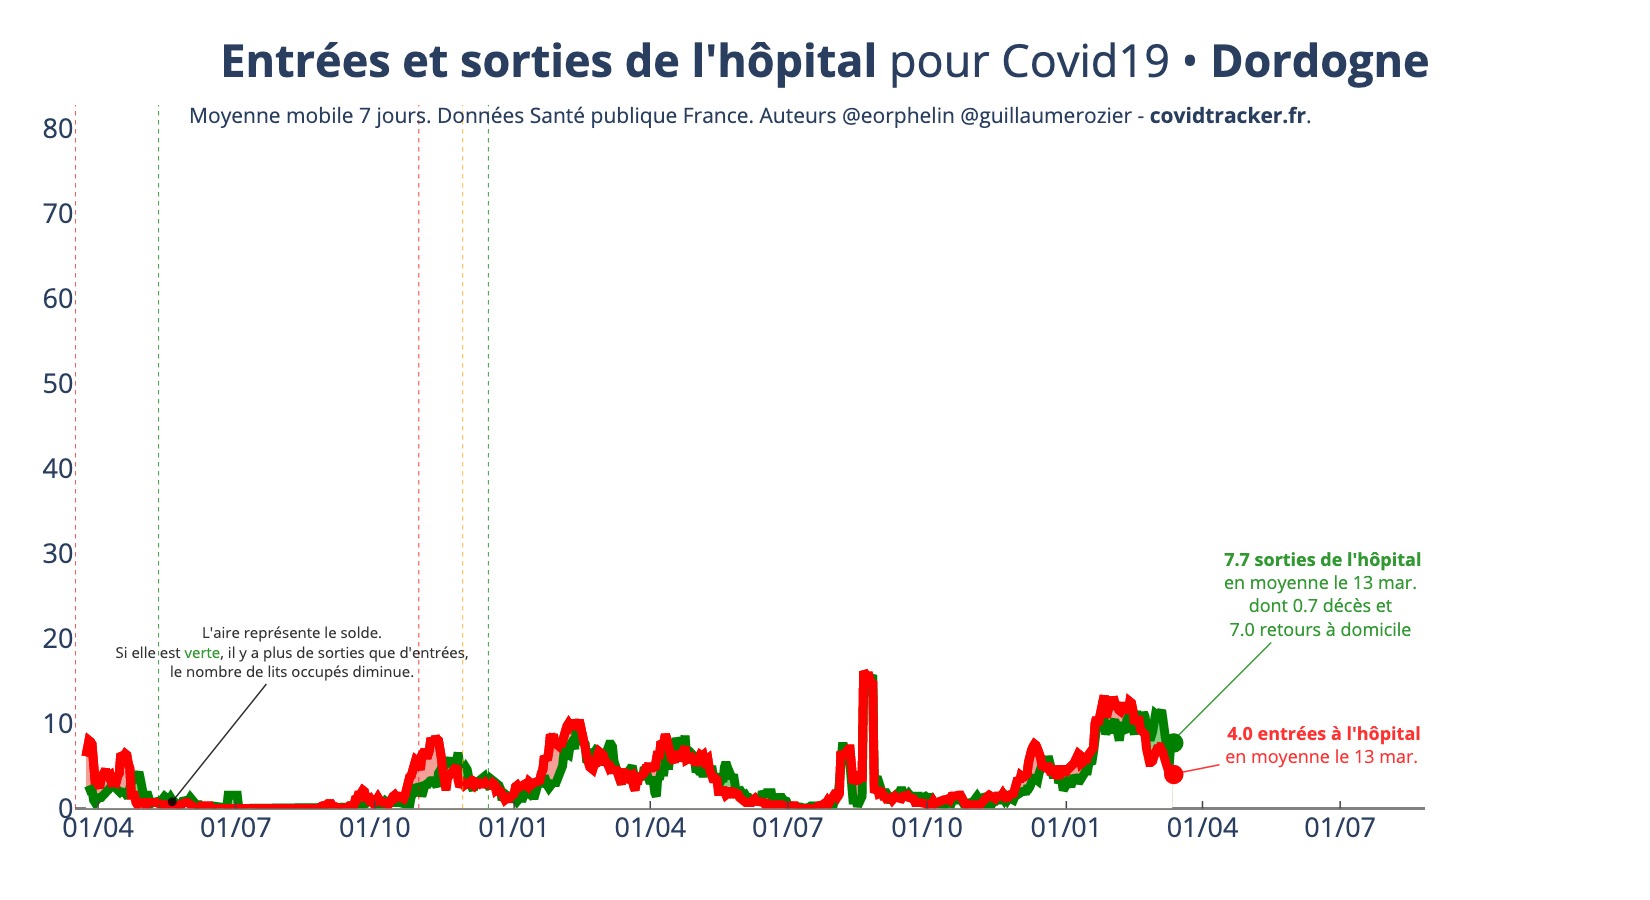 Entrées et sorties de l'hôpital pour Covid19 • Dordogne
Moyenne mobile 7 jours. Données Santé publique France. Auteurs @eorphelin @guillaumerozier - covidtracker.fr.
80
70
60
50
40
30
20
10
0
L'aire représente le solde.
Si elle est verte, il y a plus de sorties que d'entrées,
le nombre de lits occupés diminue.
7.7 sorties de l'hôpital
en moyenne le 13 mar.
dont 0.7 décès et
7.0 retours à domicile
4.0 entrées à l'hôpital
en moyenne le 13 mar.
01/04 01/07 01/10 01/01 01/04 01/07 01/10 01/01 01/04 01/07